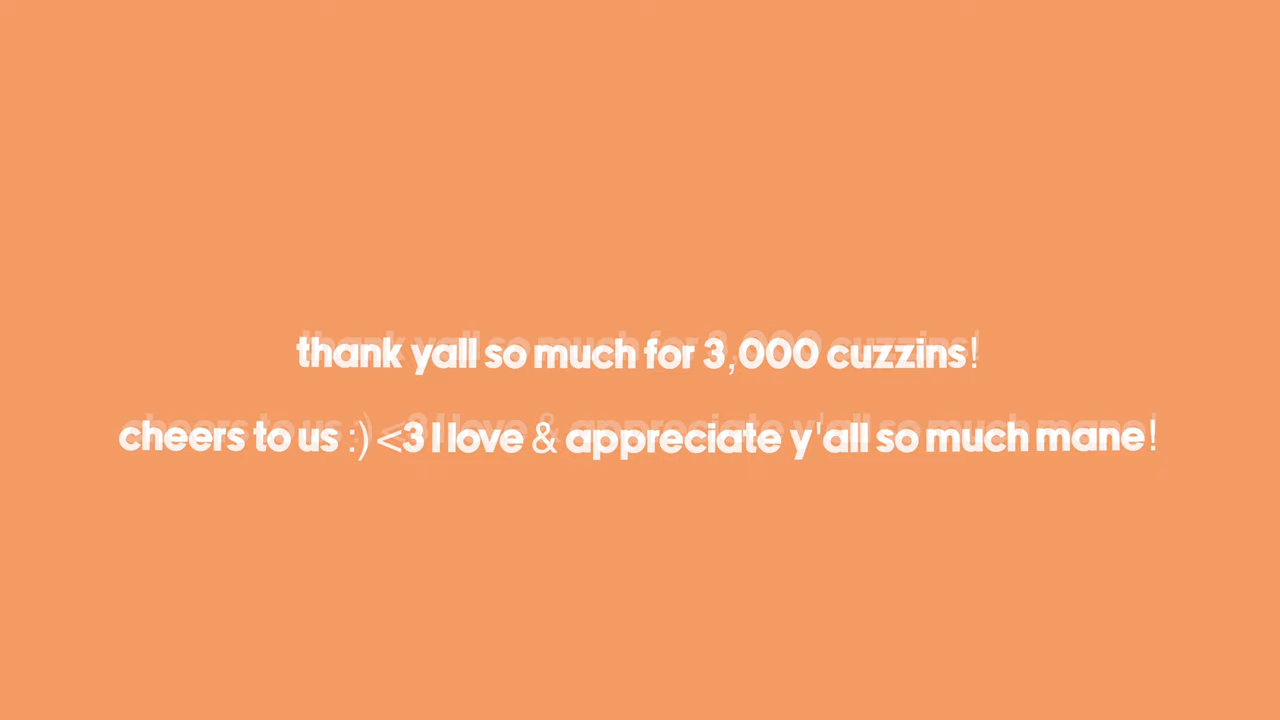 thank yall so much for 3,000 cuzzins!
cheers to us :) <3 I love & appreciate y'all so much mane!